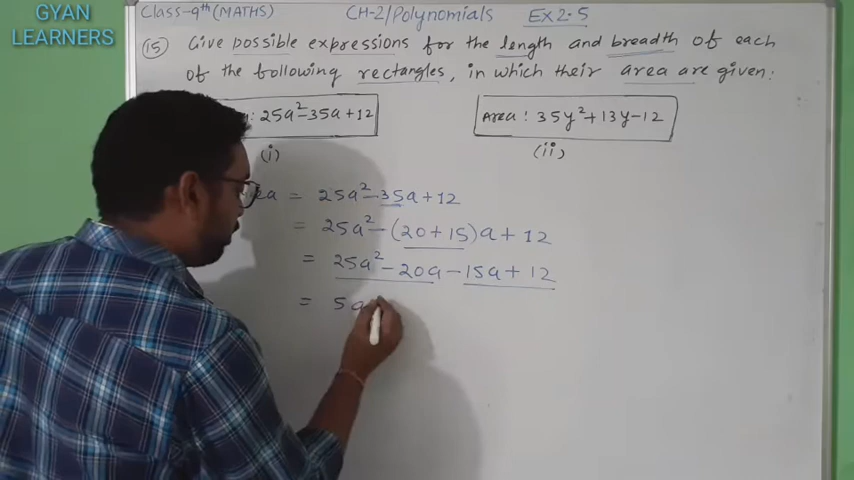 GYAN LEARNERS
Class-9th (MATHS) CH-2/Polynomials Ex 2.5
(15) Give possible expressions for the length and breadth of each
of the following rectangles, in which their area are given:
: 25a²-35a+12 Area : 35y²+13y-12
(i) (ii)
= 25a²-35a+12
= 25a²-(20+15)a+12
= 25a²-20a-15a+12
= 5a